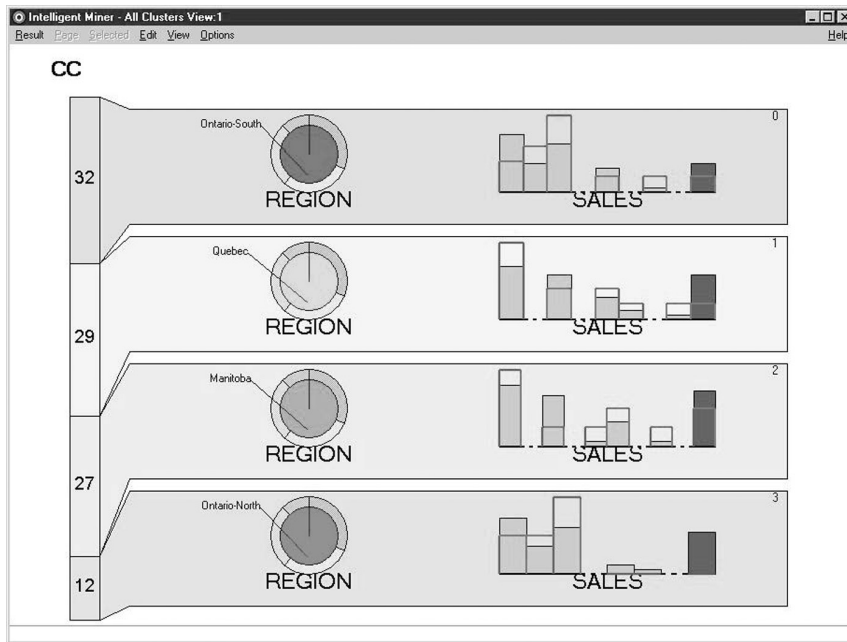 Intelligent Miner - All Clusters View:1
Result Page Selected Edit View Options Help
CC
32
Ontario-South
REGION
SALES
0
29
Quebec
REGION
SALES
1
27
Manitoba
REGION
SALES
2
12
Ontario-North
REGION
SALES
3